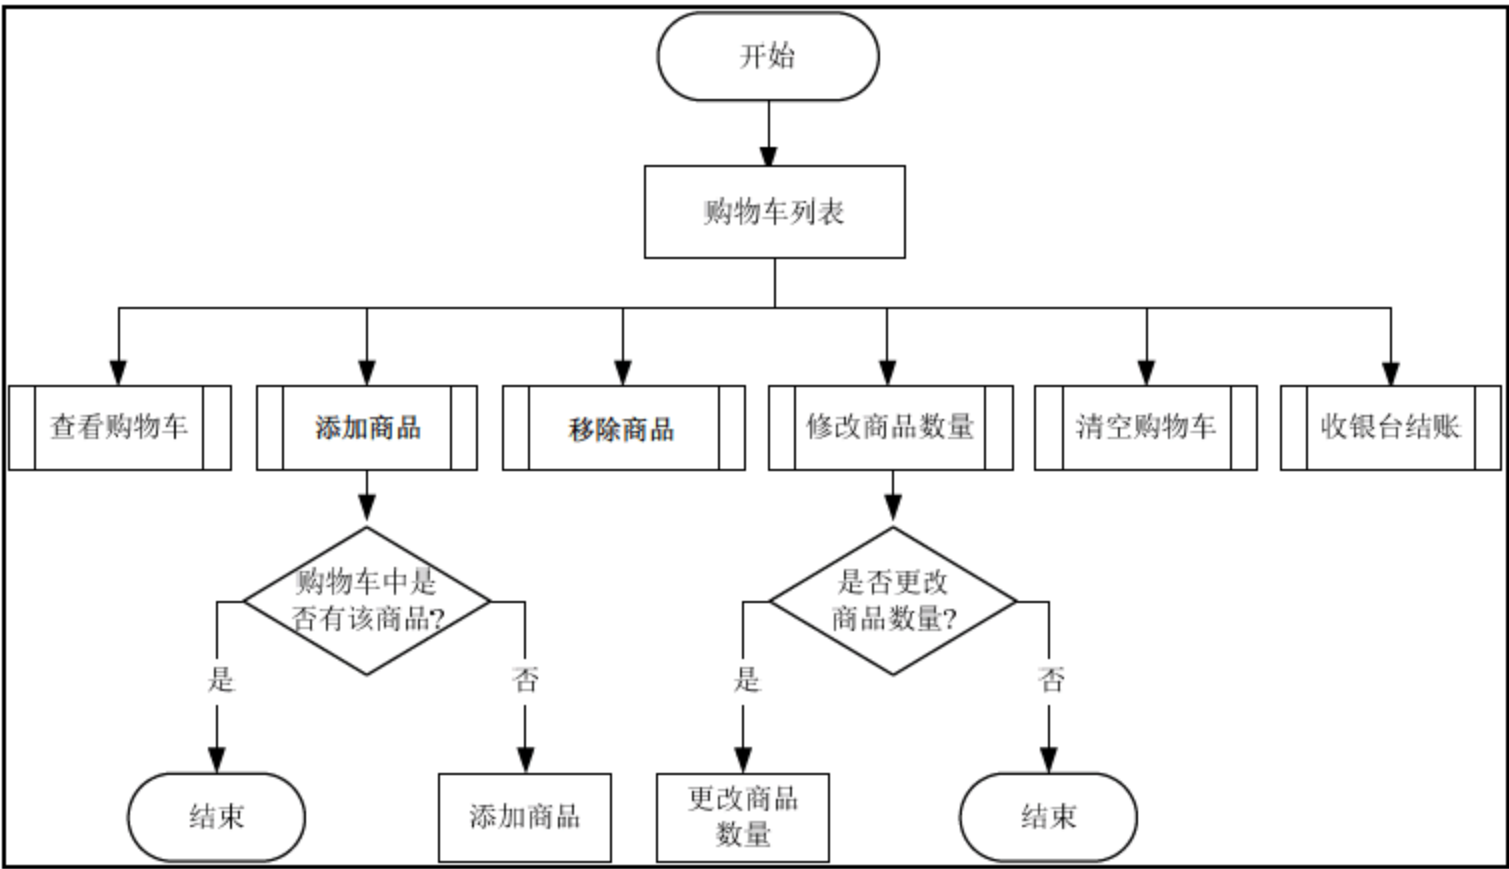 开始
购物车列表
查看购物车
添加商品
移除商品
修改商品数量
清空购物车
收银台结账
购物车中是
否有该商品?
是否更改
商品数量?
是
否
是
否
结束
添加商品
更改商品
数量
结束